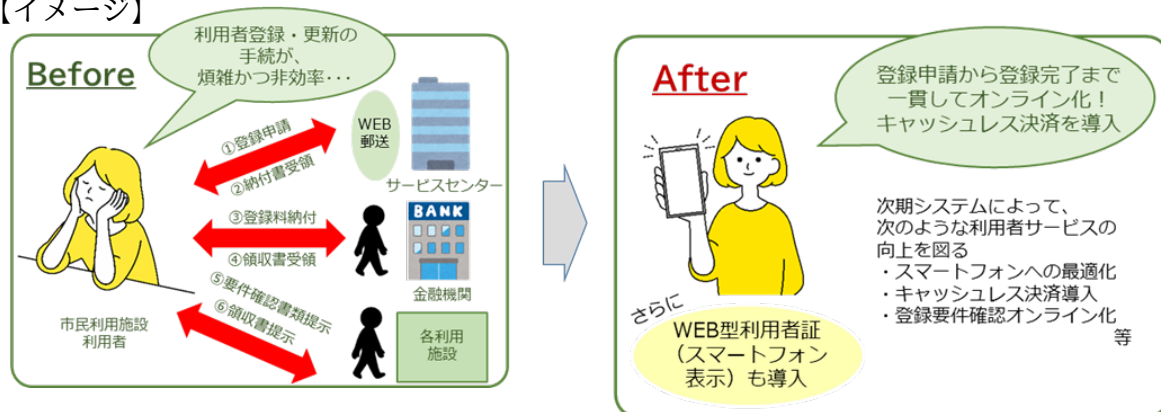 【イメージ】
Before
利用者登録・更新の
手続が、
煩雑かつ非効率･･･
WEB
郵送
①登録申請
②納付書受領
サービスセンター
③登録料納付
④領収書受領
BANK
金融機関
⑤要件確認書類提示
⑥領収書提示
市民利用施設
利用者
各利用
施設
After
登録申請から登録完了まで
一貫してオンライン化！
キャッシュレス決済を導入
次期システムによって、
次のような利用者サービスの
向上を図る
・スマートフォンへの最適化
・キャッシュレス決済導入
・登録要件確認オンライン化
等
さらに
WEB型利用者証
（スマートフォン
表示）も導入